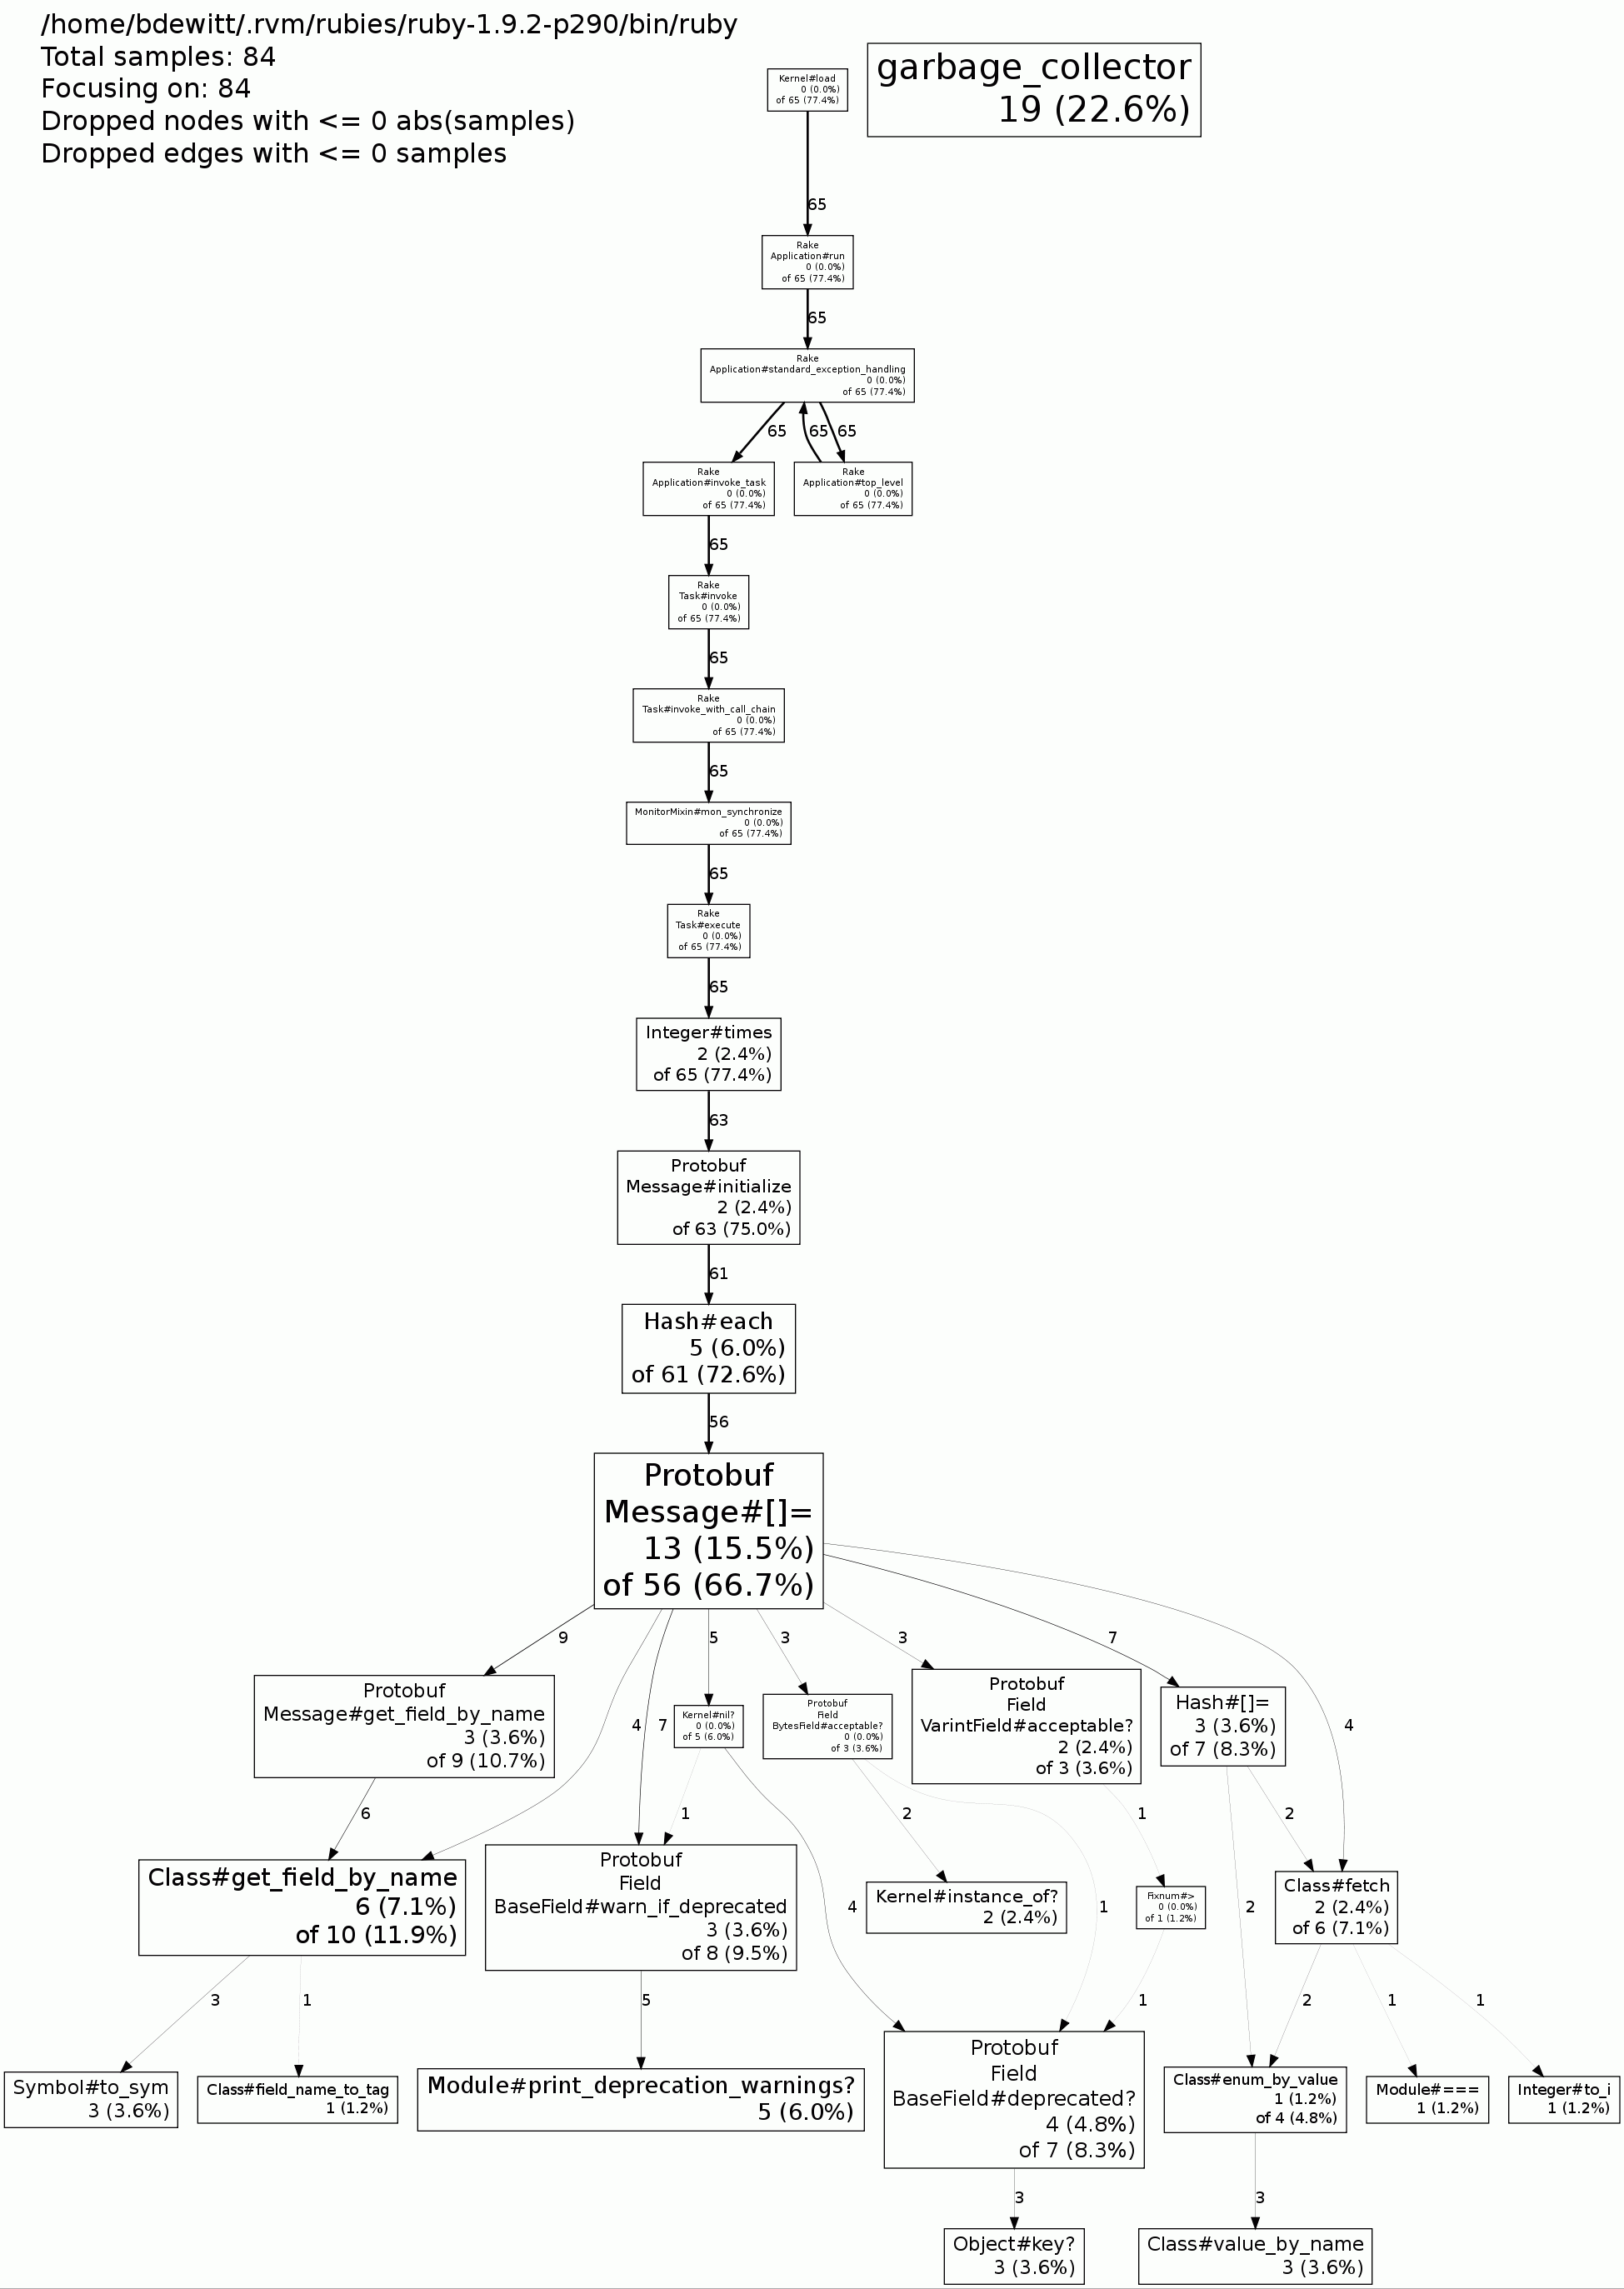 /home/bdewitt/.rvm/rubies/ruby-1.9.2-p290/bin/ruby
Total samples: 84
Focusing on: 84
Dropped nodes with <= 0 abs(samples)
Dropped edges with <= 0 samples
Kernel#load
0 (0.0%)
of 65 (77.4%)
garbage_collector
19 (22.6%)
65
Rake
Application#run
0 (0.0%)
of 65 (77.4%)
65
Rake
Application#standard_exception_handling
0 (0.0%)
of 65 (77.4%)
65
65
65
Rake
Application#invoke_task
0 (0.0%)
of 65 (77.4%)
Rake
Application#top_level
0 (0.0%)
of 65 (77.4%)
65
Rake
Task#invoke
0 (0.0%)
of 65 (77.4%)
65
Rake
Task#invoke_with_call_chain
0 (0.0%)
of 65 (77.4%)
65
MonitorMixin#mon_synchronize
0 (0.0%)
of 65 (77.4%)
65
Rake
Task#execute
0 (0.0%)
of 65 (77.4%)
65
Integer#times
2 (2.4%)
of 65 (77.4%)
63
Protobuf
Message#initialize
2 (2.4%)
of 63 (75.0%)
61
Hash#each
5 (6.0%)
of 61 (72.6%)
56
Protobuf
Message#[]=
13 (15.5%)
of 56 (66.7%)
9
4
7
5
3
3
7
4
Protobuf
Message#get_field_by_name
3 (3.6%)
of 9 (10.7%)
Kernel#nil?
0 (0.0%)
of 5 (6.0%)
Protobuf
Field
BytesField#acceptable?
0 (0.0%)
of 3 (3.6%)
Protobuf
Field
VarintField#acceptable?
2 (2.4%)
of 3 (3.6%)
Hash#[]=
3 (3.6%)
of 7 (8.3%)
6
1
4
2
1
1
2
2
Class#get_field_by_name
6 (7.1%)
of 10 (11.9%)
Protobuf
Field
BaseField#warn_if_deprecated
3 (3.6%)
of 8 (9.5%)
Kernel#instance_of?
2 (2.4%)
Fixnum#>
0 (0.0%)
of 1 (1.2%)
Class#fetch
2 (2.4%)
of 6 (7.1%)
3
1
5
1
2
1
1
Symbol#to_sym
3 (3.6%)
Class#field_name_to_tag
1 (1.2%)
Module#print_deprecation_warnings?
5 (6.0%)
Protobuf
Field
BaseField#deprecated?
4 (4.8%)
of 7 (8.3%)
Class#enum_by_value
1 (1.2%)
of 4 (4.8%)
Module#===
1 (1.2%)
Integer#to_i
1 (1.2%)
3
3
Object#key?
3 (3.6%)
Class#value_by_name
3 (3.6%)